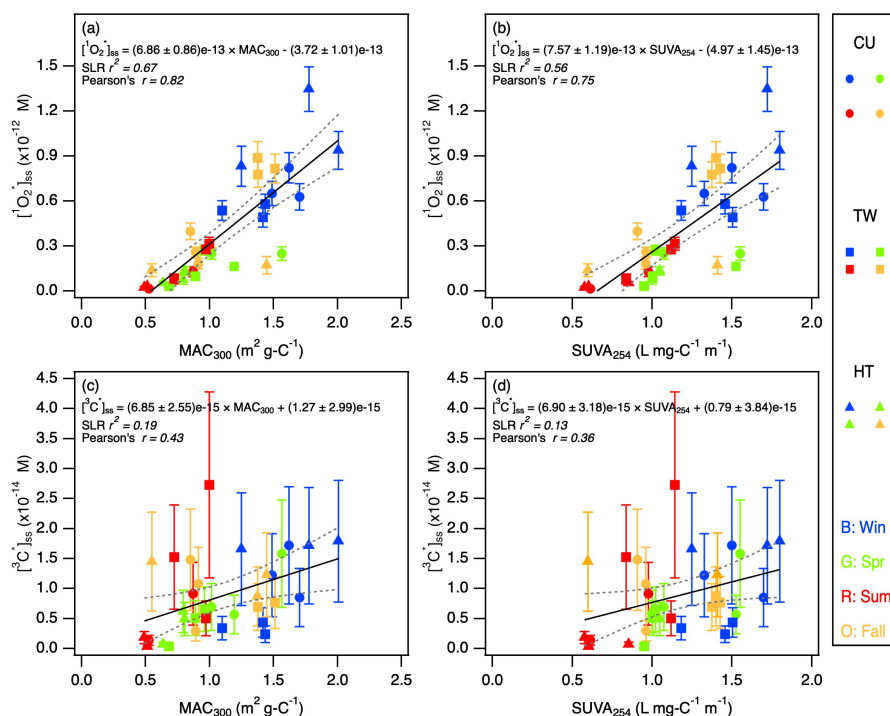 (a)
[¹O₂*]ss = (6.86 ± 0.86)e-13 × MAC₃₀₀ - (3.72 ± 1.01)e-13
SLR r² = 0.67
Pearson's r = 0.82
1.5
1.2
0.9
0.6
0.3
0.0
[¹O₂*]ss (x10⁻¹² M)
0.0 0.5 1.0 1.5 2.0 2.5
MAC₃₀₀ (m² g-C⁻¹)
(b)
[¹O₂*]ss = (7.57 ± 1.19)e-13 × SUVA₂₅₄ - (4.97 ± 1.45)e-13
SLR r² = 0.56
Pearson's r = 0.75
1.5
1.2
0.9
0.6
0.3
0.0
[¹O₂*]ss (x10⁻¹² M)
0.0 0.5 1.0 1.5 2.0
SUVA₂₅₄ (L mg-C⁻¹ m⁻¹)
(c)
[³C*]ss = (6.85 ± 2.55)e-15 × MAC₃₀₀ + (1.27 ± 2.99)e-15
SLR r² = 0.19
Pearson's r = 0.43
4.5
4.0
3.5
3.0
2.5
2.0
1.5
1.0
0.5
0.0
[³C*]ss (x10⁻¹⁴ M)
0.0 0.5 1.0 1.5 2.0 2.5
MAC₃₀₀ (m² g-C⁻¹)
(d)
[³C*]ss = (6.90 ± 3.18)e-15 × SUVA₂₅₄ + (0.79 ± 3.84)e-15
SLR r² = 0.13
Pearson's r = 0.36
4.5
4.0
3.5
3.0
2.5
2.0
1.5
1.0
0.5
0.0
[³C*]ss (x10⁻¹⁴ M)
0.0 0.5 1.0 1.5 2.0
SUVA₂₅₄ (L mg-C⁻¹ m⁻¹)
CU
TW
HT
B: Win
G: Spr
R: Sum
O: Fall